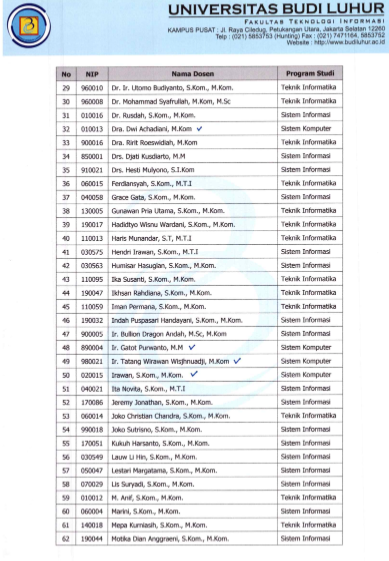 UNIVERSITAS BUDI LUHUR
FAKULTAS TEKNOLOGI INFORMASI
KAMPUS PUSAT : Jl. Raya Ciledug, Petukangan Utara, Jakarta Selatan 12260
Telp : (021) 5853753 (Hunting) Fax : (021) 7471164, 5853752
Website : http://www.budiluhur.ac.id
No NIP Nama Dosen Program Studi
29 960010 Dr. Ir. Utomo Budiyanto, S.Kom., M.Kom. Teknik Informatika
30 960008 Dr. Mohammad Syafrullah, M.Kom, M.Sc Teknik Informatika
31 010016 Dr. Rusdah, S.Kom., M.Kom. Sistem Informasi
32 010013 Dra. Dwi Achadiani, M.Kom Sistem Komputer
33 900016 Dra. Ririt Roeswidiah, M.Kom Teknik Informatika
34 850001 Drs. Djati Kusdiarto, M.M Sistem Informasi
35 910021 Drs. Hesti Mulyono, S.I.Kom Sistem Informasi
36 060015 Ferdiansyah, S.Kom., M.T.I Teknik Informatika
37 040058 Grace Gata, S.Kom., M.Kom. Sistem Informasi
38 130005 Gunawan Pria Utama, S.Kom., M.Kom. Teknik Informatika
39 190017 Hadidtyo Wisnu Wardani, S.Kom., M.Kom. Teknik Informatika
40 110013 Haris Munandar, S.T, M.T.I Teknik Informatika
41 030575 Hendri Irawan, S.Kom., M.T.I Sistem Informasi
42 030563 Humisar Hasugian, S.Kom., M.Kom. Sistem Informasi
43 110095 Ika Susanti, S.Kom., M.Kom. Teknik Informatika
44 190047 Ikhsan Rahdiana, S.Kom., M.Kom. Teknik Informatika
45 110059 Iman Permana, S.Kom., M.Kom. Teknik Informatika
46 190032 Indah Puspasari Handayani, S.Kom., M.Kom. Sistem Informasi
47 900005 Ir. Bullion Dragon Andah, M.Sc, M.Kom Sistem Informasi
48 890004 Ir. Gatot Purwanto, M.M Sistem Komputer
49 980021 Ir. Tatang Wirawan Wisjhnuadji, M.Kom Sistem Komputer
50 020015 Irawan, S.Kom., M.Kom. Sistem Komputer
51 040021 Ita Novita, S.Kom., M.T.I Sistem Informasi
52 170086 Jeremy Jonathan, S.Kom., M.Kom. Sistem Informasi
53 060014 Joko Christian Chandra, S.Kom., M.Kom. Teknik Informatika
54 990018 Joko Sutrisno, S.Kom., M.Kom. Sistem Informasi
55 170051 Kukuh Harsanto, S.Kom., M.Kom. Sistem Informasi
56 030549 Lauw Li Hin, S.Kom., M.Kom. Sistem Informasi
57 050047 Lestari Margatama, S.Kom., M.Kom. Sistem Informasi
58 070029 Lis Suryadi, S.Kom., M.Kom. Sistem Informasi
59 010012 M. Anif, S.Kom., M.Kom. Teknik Informatika
60 060004 Marini, S.Kom., M.Kom. Sistem Informasi
61 140018 Mepa Kurniasih, S.Kom, M.Kom. Teknik Informatika
62 190044 Motika Dian Anggraeni, S.Kom., M.Kom. Sistem Informasi